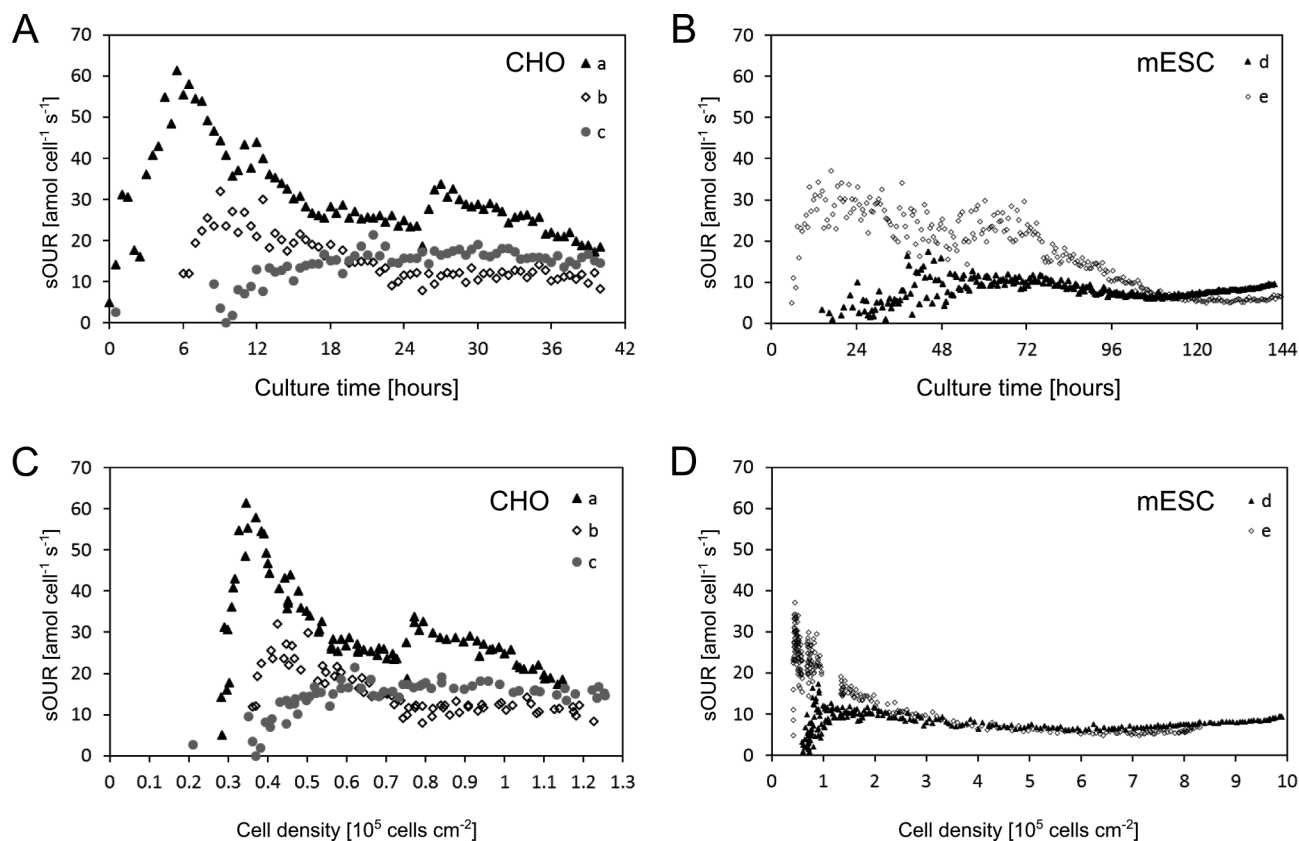 A
70
60
50
40
30
20
10
0
sOUR [amol cell⁻¹ s⁻¹]
CHO
a
b
c
0 6 12 18 24 30 36 42
Culture time [hours]
B
70
60
50
40
30
20
10
0
sOUR [amol cell⁻¹ s⁻¹]
mESC
d
e
0 24 48 72 96 120 144
Culture time [hours]
C
70
60
50
40
30
20
10
0
sOUR [amol cell⁻¹ s⁻¹]
CHO
a
b
c
0 0.1 0.2 0.3 0.4 0.5 0.6 0.7 0.8 0.9 1 1.1 1.2 1.3
Cell density [10⁵ cells cm⁻²]
D
70
60
50
40
30
20
10
0
sOUR [amol cell⁻¹ s⁻¹]
mESC
d
e
0 1 2 3 4 5 6 7 8 9 10
Cell density [10⁵ cells cm⁻²]